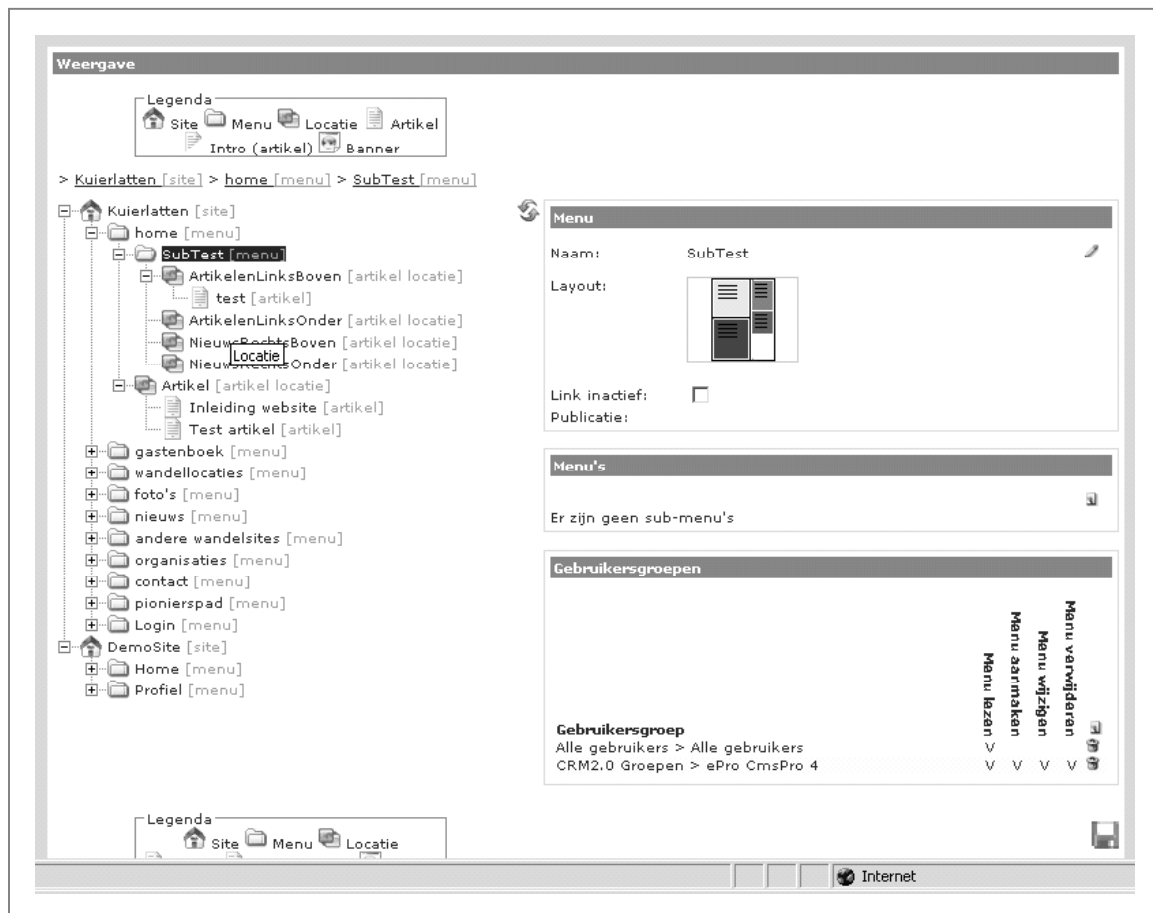 Weergave
Legenda
Site Menu Locatie Artikel
Intro (artikel) Banner
> Kuierlatten [site] > home [menu] > SubTest [menu]
Kuierlatten [site]
home [menu]
SubTest [menu]
ArtikelenLinksBoven [artikel locatie]
test [artikel]
ArtikelenLinksOnder [artikel locatie]
NieuwsRechtsBoven [artikel locatie]
Locatie
NieuwsRechtsOnder [artikel locatie]
Artikel [artikel locatie]
Inleiding website [artikel]
Test artikel [artikel]
gastenboek [menu]
wandellocaties [menu]
foto's [menu]
nieuws [menu]
andere wandelsites [menu]
organisaties [menu]
contact [menu]
pionierspad [menu]
Login [menu]
DemoSite [site]
Home [menu]
Profiel [menu]
Menu
Naam: SubTest
Layout:
Link inactief:
Publicatie:
Menu's
Er zijn geen sub-menu's
Gebruikersgroepen
Menu lezen
Menu aanmaken
Menu wijzigen
Menu verwijderen
Gebruikersgroep
Alle gebruikers > Alle gebruikers V
CRM2.0 Groepen > ePro CmsPro 4 V V V V
Legenda
Site Menu Locatie
Internet